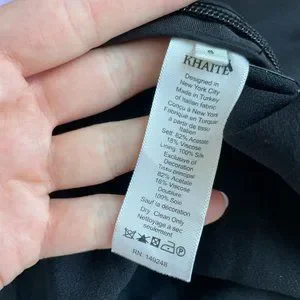 KHAITE
Designed in
New York City
Made in Turkey
of Italian fabric
Concu à New York
Fabriqué en Turquie
à partir de tissu
Italien
Self: 82% Acetate
18% Viscose
Lining: 100% Silk
Exclusive of
Decoration
Tissu principal
82% Acetate
18% Viscose
Doublure
100% Soie
Sauf la décoration
Dry Clean Only
Nettoyage à sec
seulement
RN 149248